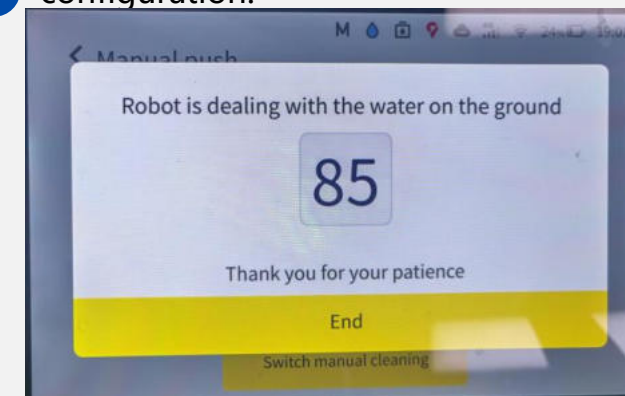 configuration.
M
24%
Manual push
Robot is dealing with the water on the ground
85
Thank you for your patience
End
Switch manual cleaning